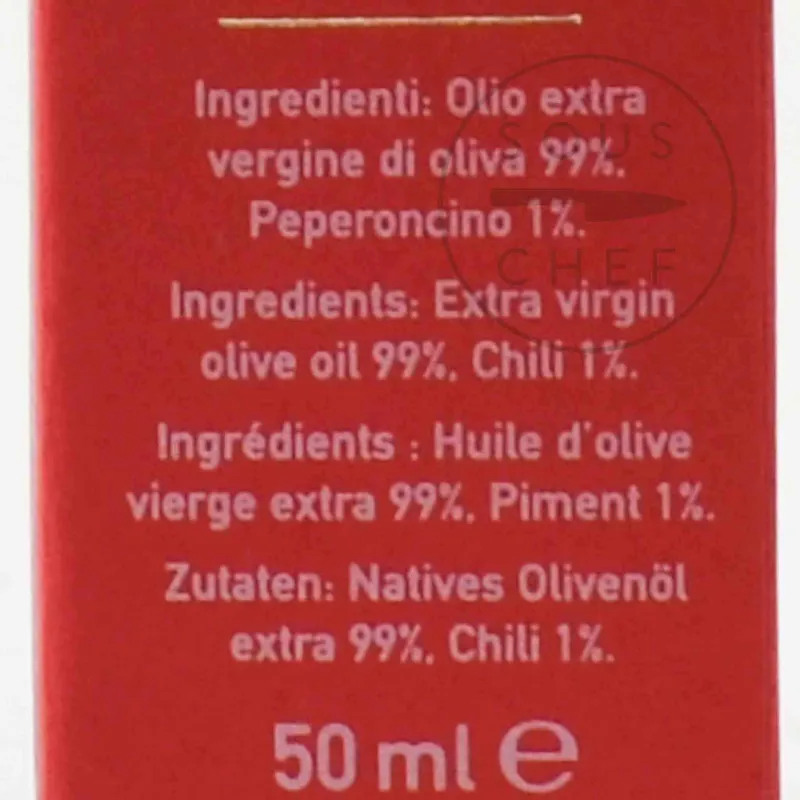 Ingredienti: Olio extra
vergine di oliva 99%.
Peperoncino 1%.
Ingredients: Extra virgin
olive oil 99%, Chili 1%.
Ingrédients : Huile d'olive
vierge extra 99%, Piment 1%.
Zutaten: Natives Olivenöl
extra 99%, Chili 1%.
50 ml ℮
SOUS
CHEF